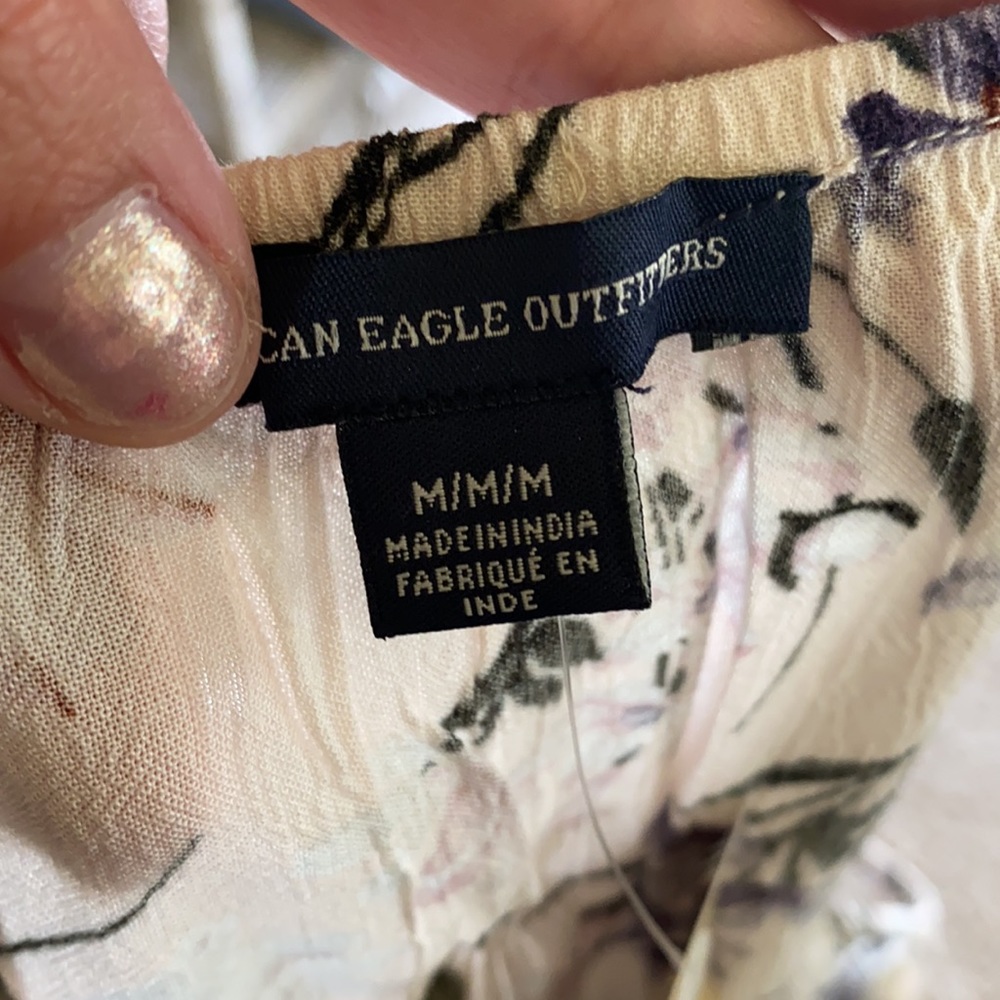 CAN EAGLE OUTFITTERS
M/M/M
MADEININDIA
FABRIQUÉ EN
INDE